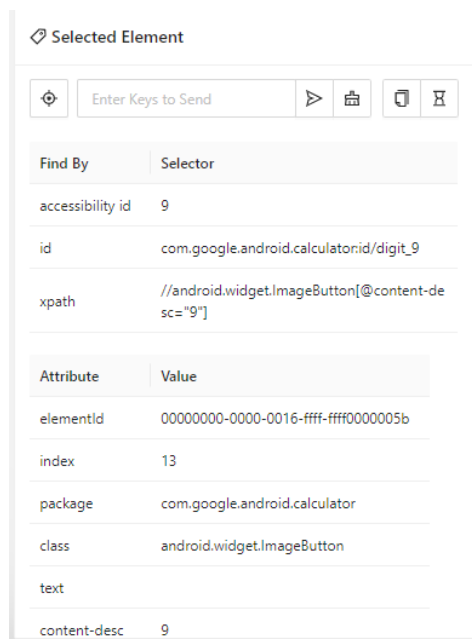 Selected Element
Enter Keys to Send
Find By Selector
accessibility id 9
id com.google.android.calculator:id/digit_9
xpath //android.widget.ImageButton[@content-de
sc="9"]
Attribute Value
elementId 00000000-0000-0016-ffff-ffff0000005b
index 13
package com.google.android.calculator
class android.widget.ImageButton
text
content-desc 9